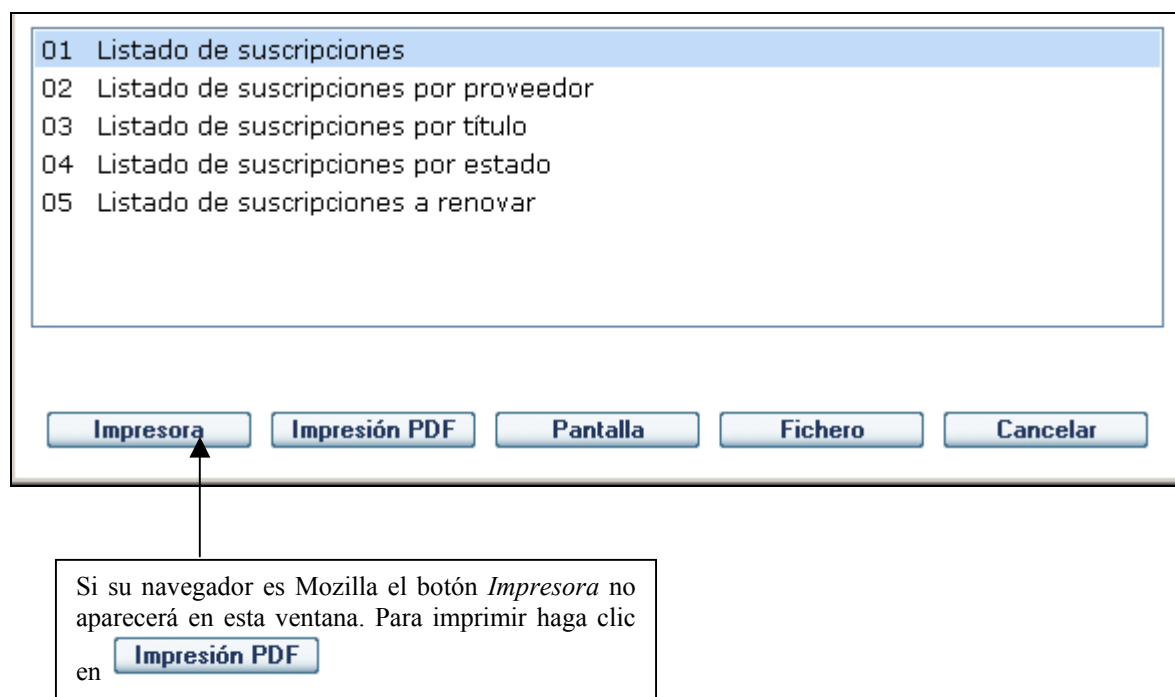 01 Listado de suscripciones
02 Listado de suscripciones por proveedor
03 Listado de suscripciones por título
04 Listado de suscripciones por estado
05 Listado de suscripciones a renovar
Impresora Impresión PDF Pantalla Fichero Cancelar
Si su navegador es Mozilla el botón Impresora no
aparecerá en esta ventana. Para imprimir haga clic
en Impresión PDF